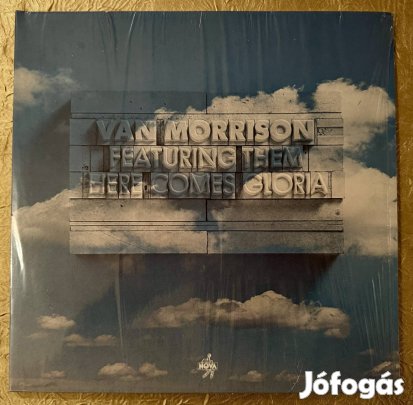 VAN MORRISON
FEATURING THEM
HERE COMES GLORIA
NOVA
Jófogás